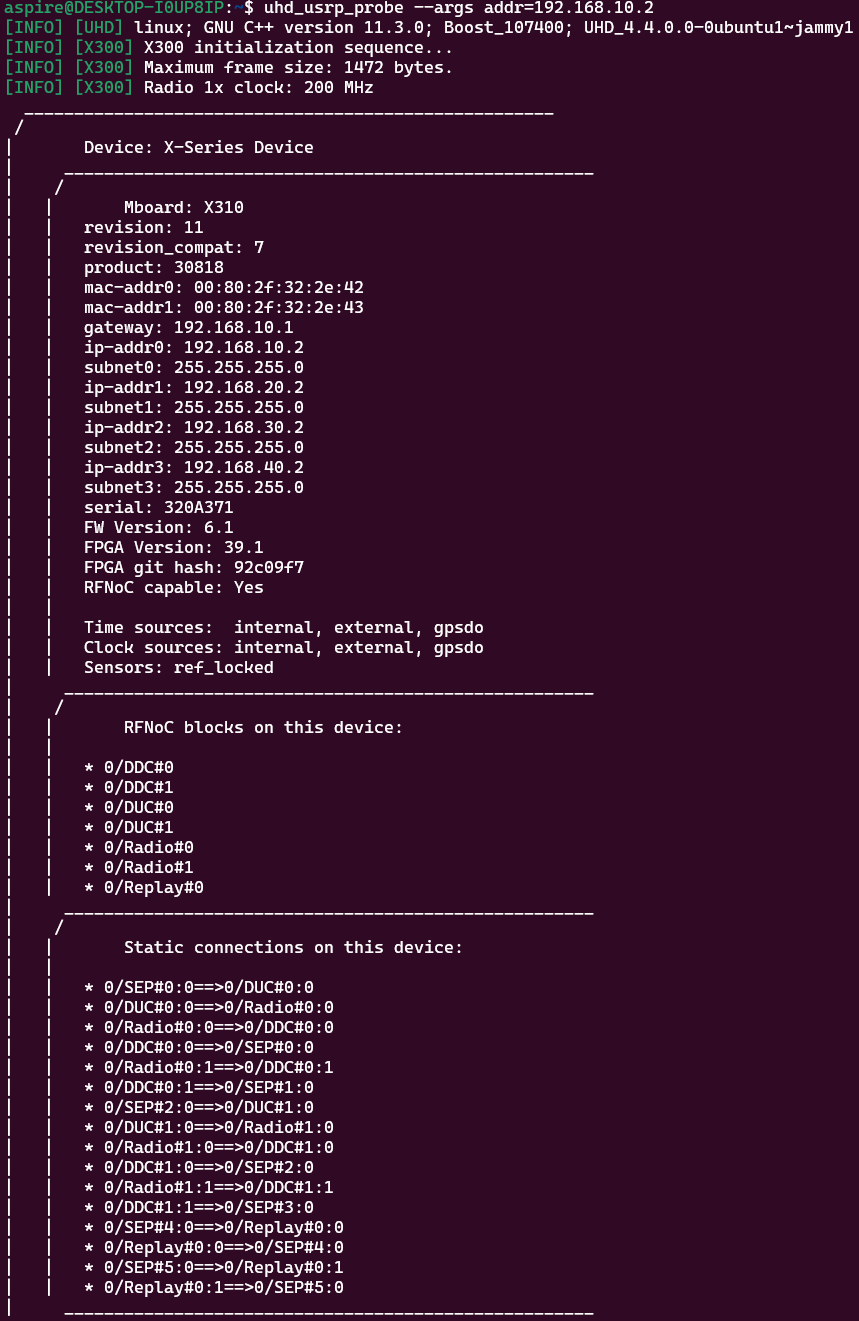 aspire@DESKTOP-I0UP8IP:~$ uhd_usrp_probe --args addr=192.168.10.2
[INFO] [UHD] linux; GNU C++ version 11.3.0; Boost_107400; UHD_4.4.0.0-0ubuntu1~jammy1
[INFO] [X300] X300 initialization sequence...
[INFO] [X300] Maximum frame size: 1472 bytes.
[INFO] [X300] Radio 1x clock: 200 MHz
  _____________________________________________________
 /
|       Device: X-Series Device
|     _____________________________________________________
|    /
|   |       Mboard: X310
|   |   revision: 11
|   |   revision_compat: 7
|   |   product: 30818
|   |   mac-addr0: 00:80:2f:32:2e:42
|   |   mac-addr1: 00:80:2f:32:2e:43
|   |   gateway: 192.168.10.1
|   |   ip-addr0: 192.168.10.2
|   |   subnet0: 255.255.255.0
|   |   ip-addr1: 192.168.20.2
|   |   subnet1: 255.255.255.0
|   |   ip-addr2: 192.168.30.2
|   |   subnet2: 255.255.255.0
|   |   ip-addr3: 192.168.40.2
|   |   subnet3: 255.255.255.0
|   |   serial: 320A371
|   |   FW Version: 6.1
|   |   FPGA Version: 39.1
|   |   FPGA git hash: 92c09f7
|   |   RFNoC capable: Yes
|   |
|   |   Time sources:  internal, external, gpsdo
|   |   Clock sources: internal, external, gpsdo
|   |   Sensors: ref_locked
|     _____________________________________________________
|    /
|   |       RFNoC blocks on this device:
|   |
|   |   * 0/DDC#0
|   |   * 0/DDC#1
|   |   * 0/DUC#0
|   |   * 0/DUC#1
|   |   * 0/Radio#0
|   |   * 0/Radio#1
|   |   * 0/Replay#0
|     _____________________________________________________
|    /
|   |       Static connections on this device:
|   |
|   |   * 0/SEP#0:0==>0/DUC#0:0
|   |   * 0/DUC#0:0==>0/Radio#0:0
|   |   * 0/Radio#0:0==>0/DDC#0:0
|   |   * 0/DDC#0:0==>0/SEP#0:0
|   |   * 0/Radio#0:1==>0/DDC#0:1
|   |   * 0/DDC#0:1==>0/SEP#1:0
|   |   * 0/SEP#2:0==>0/DUC#1:0
|   |   * 0/DUC#1:0==>0/Radio#1:0
|   |   * 0/Radio#1:0==>0/DDC#1:0
|   |   * 0/DDC#1:0==>0/SEP#2:0
|   |   * 0/Radio#1:1==>0/DDC#1:1
|   |   * 0/DDC#1:1==>0/SEP#3:0
|   |   * 0/SEP#4:0==>0/Replay#0:0
|   |   * 0/Replay#0:0==>0/SEP#4:0
|   |   * 0/SEP#5:0==>0/Replay#0:1
|   |   * 0/Replay#0:1==>0/SEP#5:0
|     _____________________________________________________